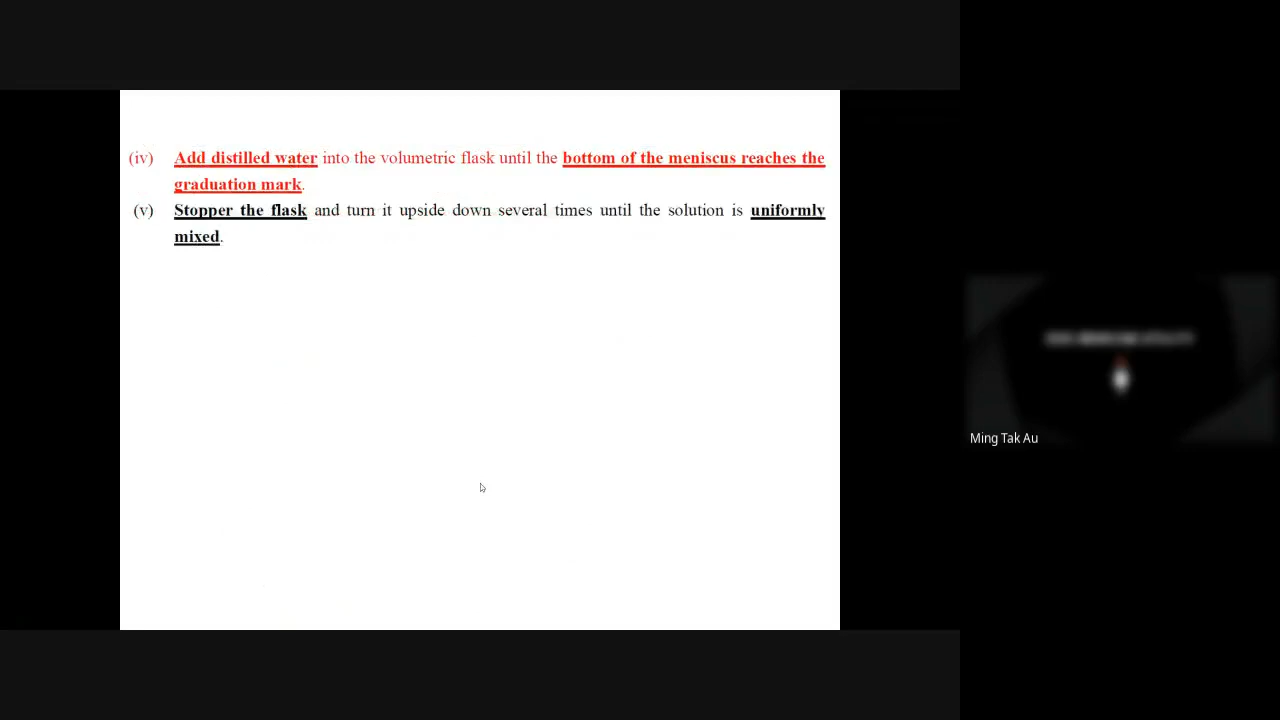 (iv) Add distilled water into the volumetric flask until the bottom of the meniscus reaches the
graduation mark.
(v) Stopper the flask and turn it upside down several times until the solution is uniformly
mixed.
Ming Tak Au